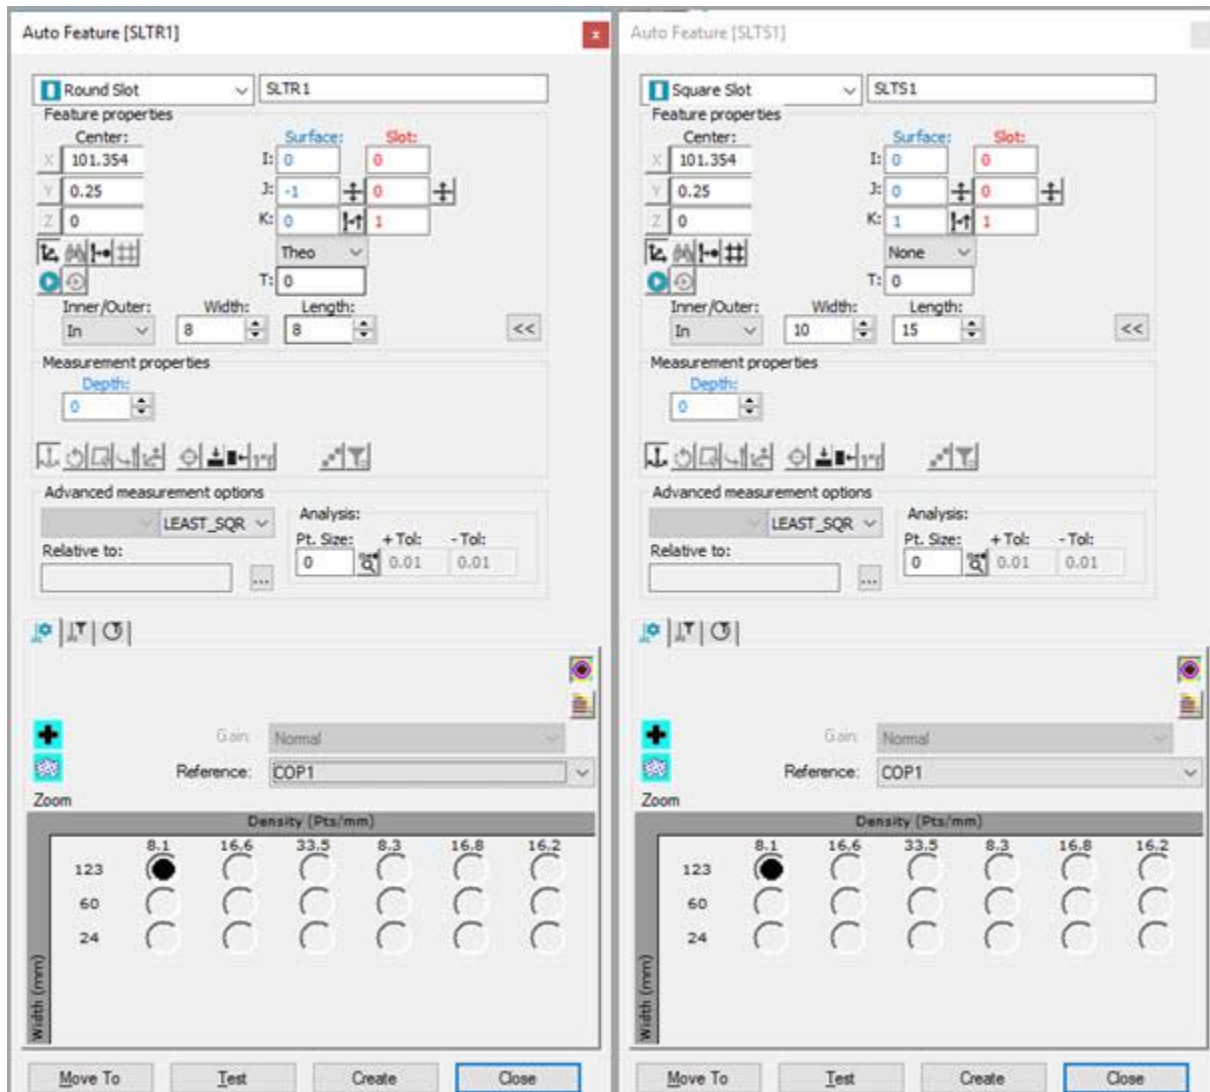 Auto Feature [SLTR1]
x
Round Slot
SLTR1
Feature properties
Center:
Surface:
Slot:
X 101.354
I: 0 0
Y 0.25
J: -1 0
Z 0
K: 0 1
Theo
T: 0
Inner/Outer: Width: Length:
In 8 8 <<
Measurement properties
Depth:
0
Advanced measurement options
LEAST_SQR
Analysis:
Pt. Size: + Tol: - Tol:
0 0.01 0.01
Relative to:
...
Gain: Normal
Reference: COP1
Zoom
Density (Pts/mm)
8.1 16.6 33.5 8.3 16.8 16.2
123
60
24
Width (mm)
Move To Test Create Close
Auto Feature [SLTS1]
Square Slot
SLTS1
Feature properties
Center:
Surface:
Slot:
X 101.354
I: 0 0
Y 0.25
J: 0 0
Z 0
K: 1 1
None
T: 0
Inner/Outer: Width: Length:
In 10 15 <<
Measurement properties
Depth:
0
Advanced measurement options
LEAST_SQR
Analysis:
Pt. Size: + Tol: - Tol:
0 0.01 0.01
Relative to:
...
Gain: Normal
Reference: COP1
Zoom
Density (Pts/mm)
8.1 16.6 33.5 8.3 16.8 16.2
123
60
24
Width (mm)
Move To Test Create Close